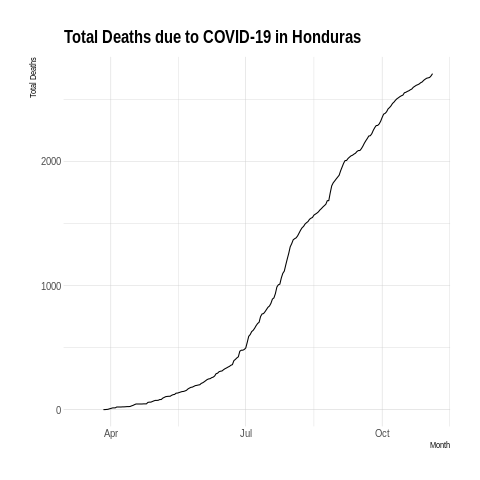 Total Deaths due to COVID-19 in Honduras
Total Deaths
2000
1000
0
Apr
Jul
Oct
Month